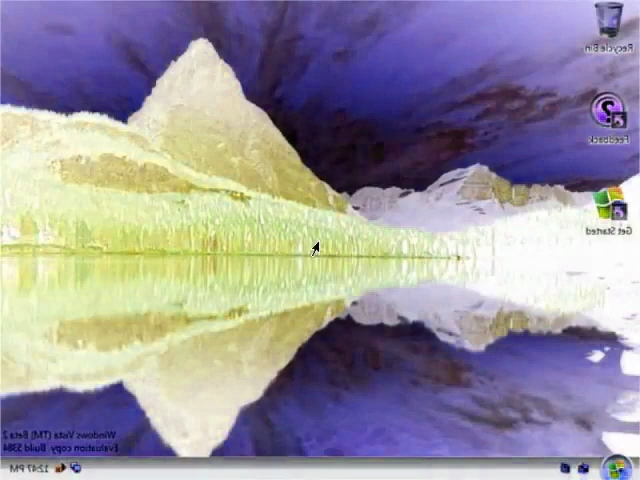 Recycle Bin
Feedback
Get Started
Windows Vista (TM) Beta 2
Evaluation copy. Build 5384
12:47 PM